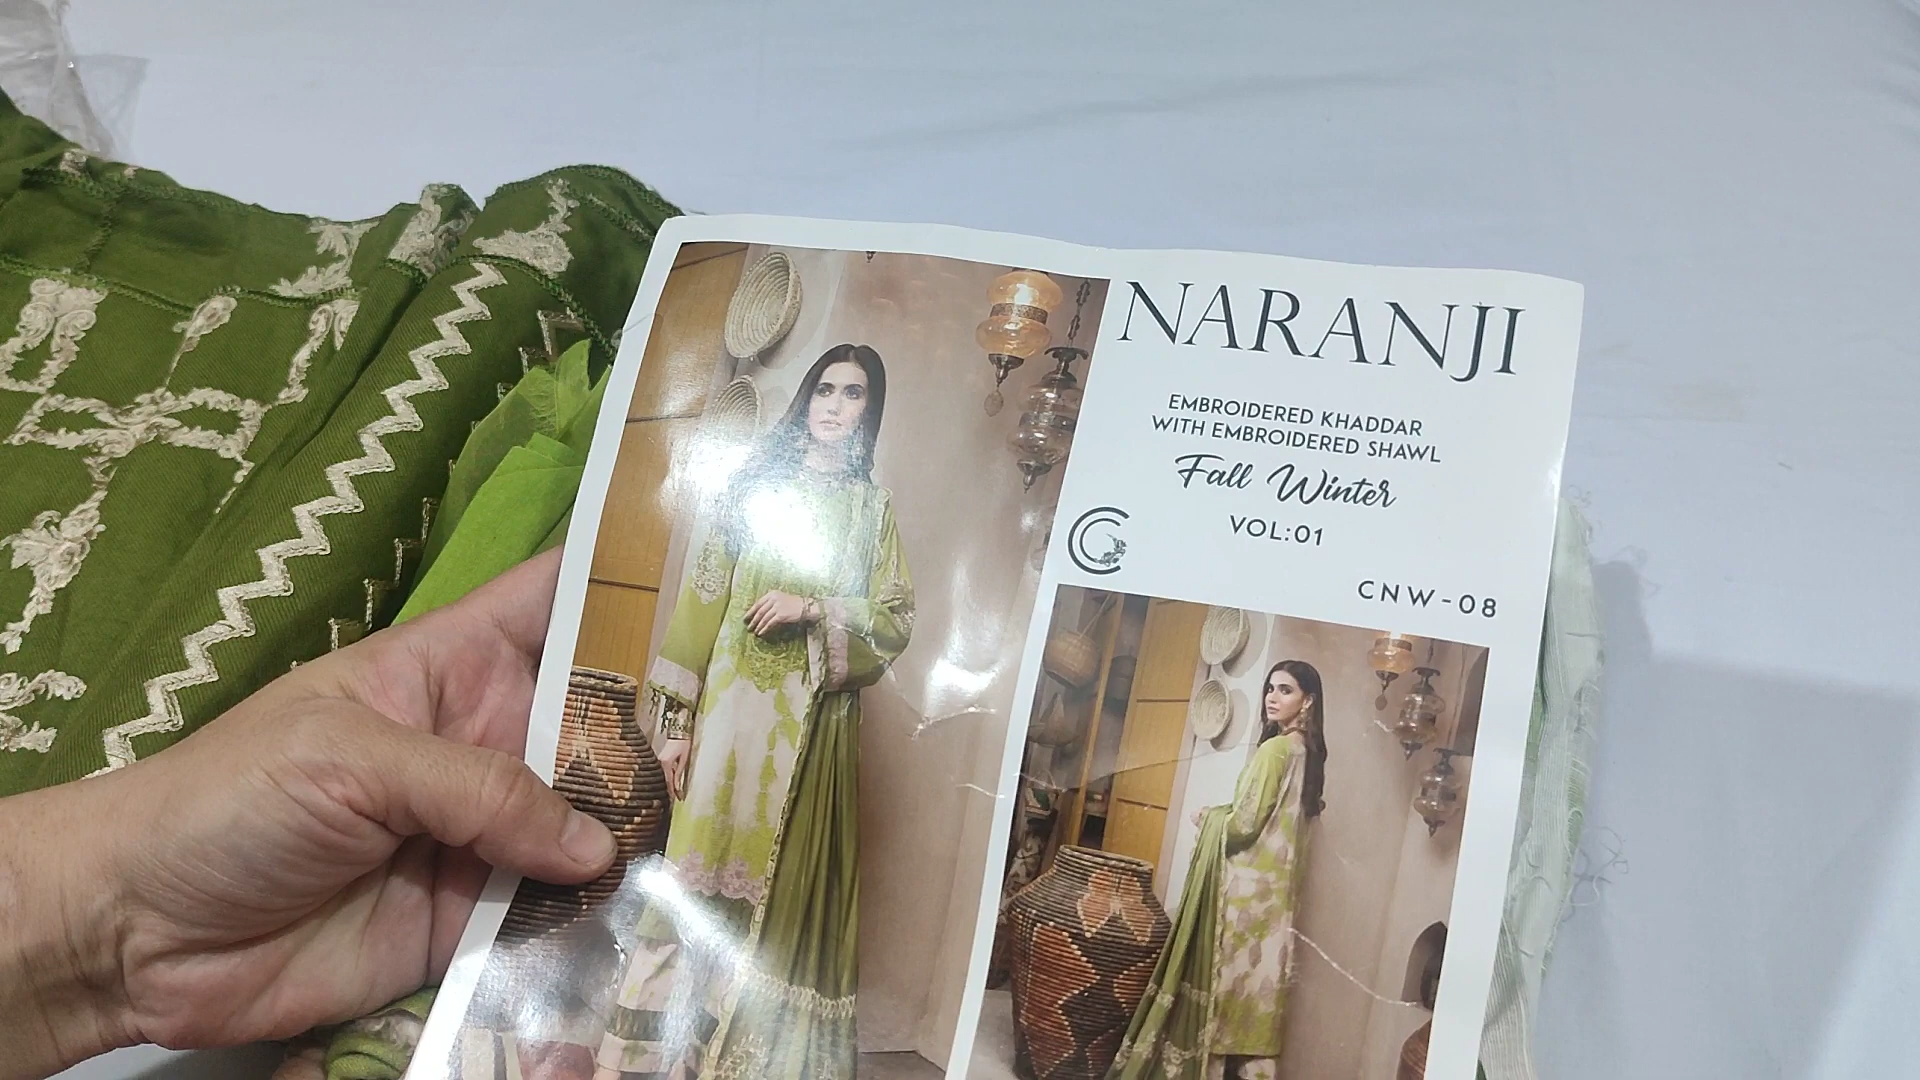 NARANJI
EMBROIDERED KHADDAR
WITH EMBROIDERED SHAWL
Fall Winter
VOL:01
CNW-08